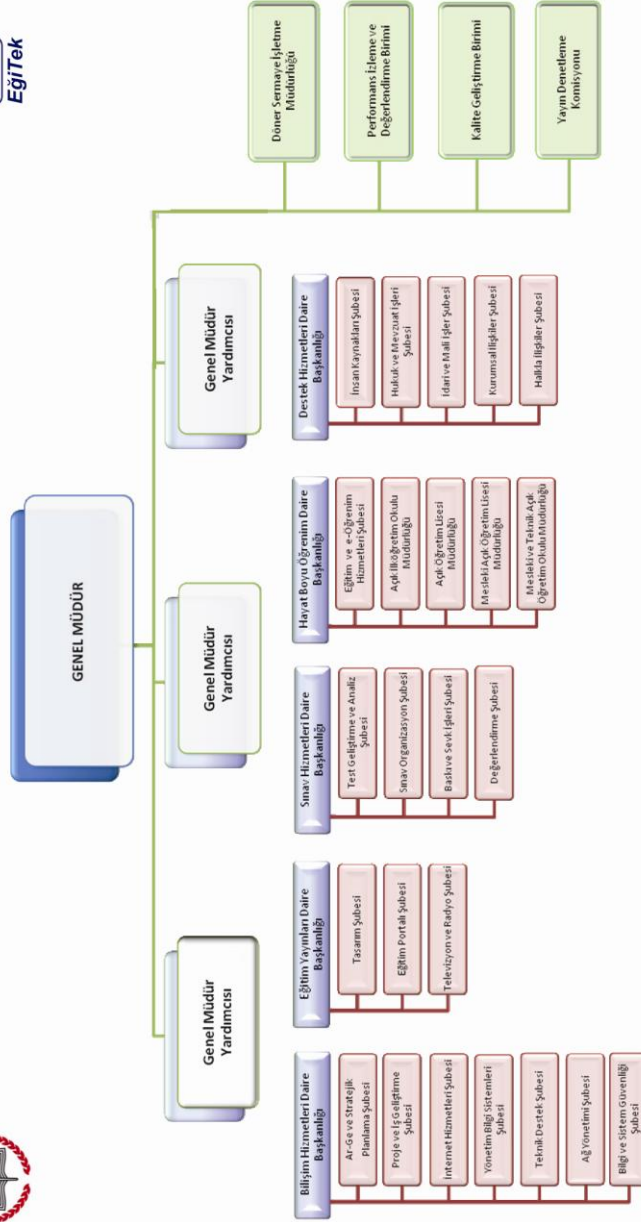 EğiTek
GENEL MÜDÜR
Genel Müdür
Yardımcısı
Genel Müdür
Yardımcısı
Genel Müdür
Yardımcısı
Döner Sermaye İşletme
Müdürlüğü
Performans İzleme ve
Değerlendirme Birimi
Kalite Geliştirme Birimi
Yayın Denetleme
Komisyonu
Bilişim Hizmetleri Daire
Başkanlığı
Ar-Ge ve Stratejik
Planlama Şubesi
Proje ve İş Geliştirme
Şubesi
İnternet Hizmetleri Şubesi
Yönetim Bilgi Sistemleri
Şubesi
Teknik Destek Şubesi
Ağ Yönetimi Şubesi
Bilgi ve Sistem Güvenliği
Şubesi
Eğitim Yayınları Daire
Başkanlığı
Tasarım Şubesi
Eğitim Portalı Şubesi
Televizyon ve Radyo Şubesi
Sınav Hizmetleri Daire
Başkanlığı
Test Geliştirme ve Analiz
Şubesi
Sınav Organizasyon Şubesi
Baskı ve Sevk İşleri Şubesi
Değerlendirme Şubesi
Hayat Boyu Öğrenim Daire
Başkanlığı
Eğitim ve e-Öğrenim
Hizmetleri Şubesi
Açık İlköğretim Okulu
Müdürlüğü
Açık Öğretim Lisesi
Müdürlüğü
Mesleki Açık Öğretim Lisesi
Müdürlüğü
Mesleki ve Teknik Açık
Öğretim Okulu Müdürlüğü
Destek Hizmetleri Daire
Başkanlığı
İnsan Kaynakları Şubesi
Hukuk ve Mevzuat İşleri
Şubesi
İdari ve Mali İşler Şubesi
Kurumsal İlişkiler Şubesi
Halkla İlişkiler Şubesi